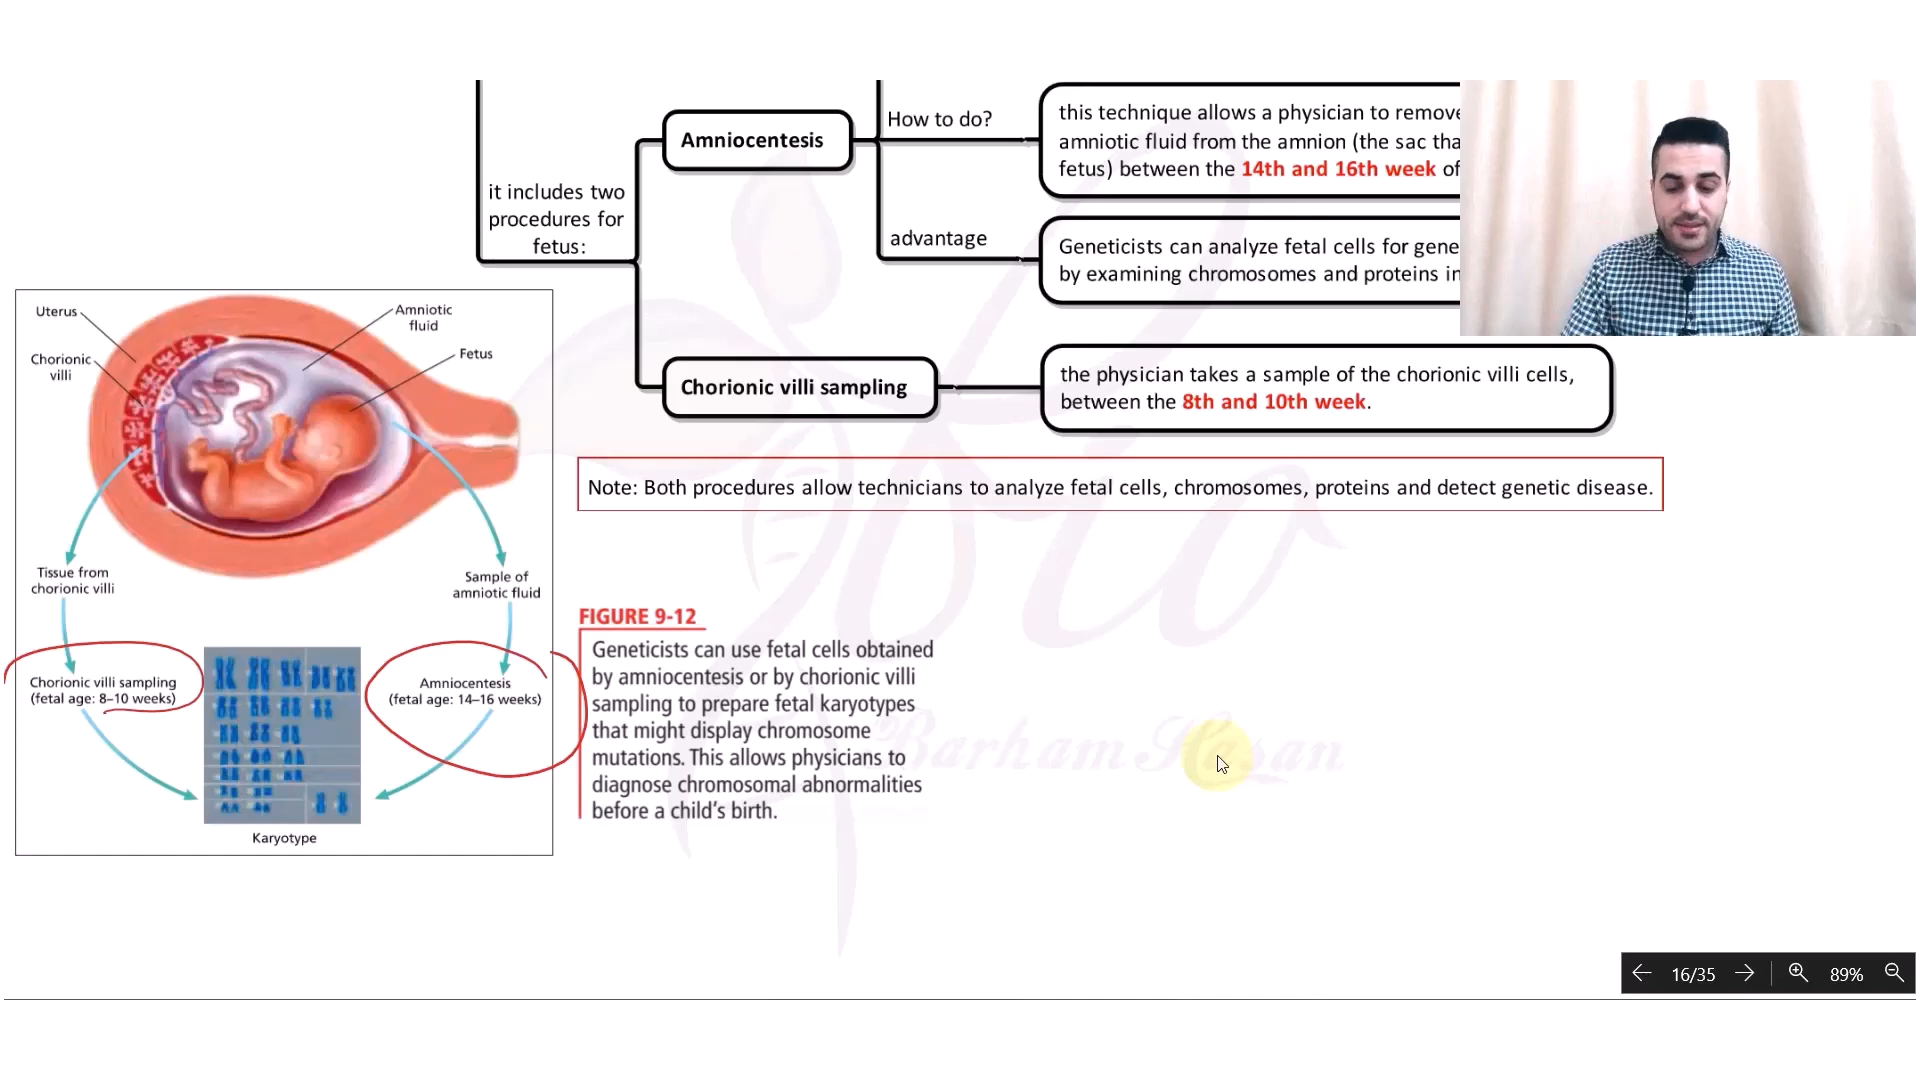 How to do?
this technique allows a physician to remove
Amniocentesis
amniotic fluid from the amnion (the sac tha
fetus) between the 14th and 16th week of
it includes two
procedures for
fetus:
advantage
Geneticists can analyze fetal cells for gene
by examining chromosomes and proteins in
Chorionic villi sampling
the physician takes a sample of the chorionic villi cells,
between the 8th and 10th week.
Note: Both procedures allow technicians to analyze fetal cells, chromosomes, proteins and detect genetic disease.
Uterus
Amniotic
fluid
Chorionic
villi
Fetus
Tissue from
chorionic villi
Sample of
amniotic fluid
Chorionic villi sampling
(fetal age: 8–10 weeks)
Amniocentesis
(fetal age: 14–16 weeks)
Karyotype
FIGURE 9-12
Geneticists can use fetal cells obtained
by amniocentesis or by chorionic villi
sampling to prepare fetal karyotypes
that might display chromosome
mutations. This allows physicians to
diagnose chromosomal abnormalities
before a child's birth.
Bio
Barham Hasan
16/35
89%